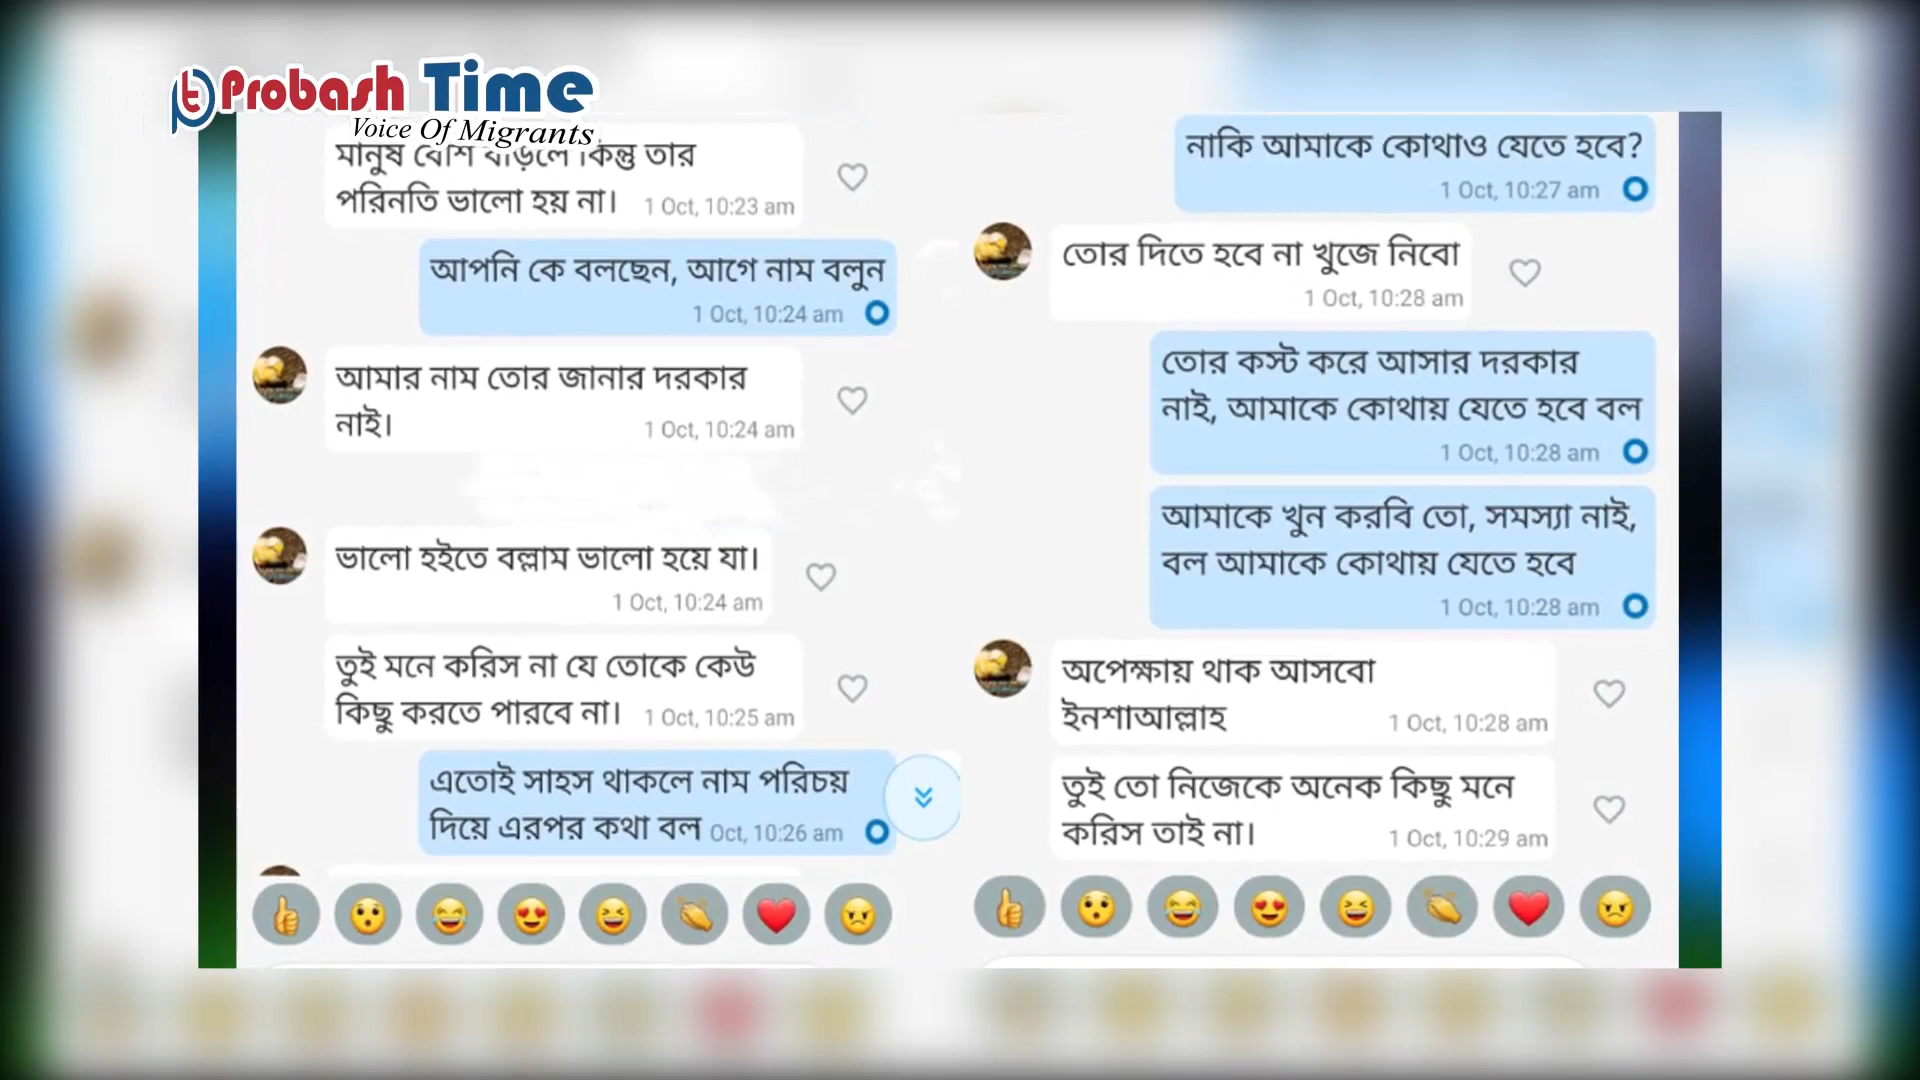 Probash Time
Voice Of Migrants
মানুষ বেশি বাড়লে কিন্তু তার
পরিনতি ভালো হয় না।
1 Oct, 10:23 am
আপনি কে বলছেন, আগে নাম বলুন
1 Oct, 10:24 am
আমার নাম তোর জানার দরকার
নাই।
1 Oct, 10:24 am
ভালো হইতে বল্লাম ভালো হয়ে যা।
1 Oct, 10:24 am
তুই মনে করিস না যে তোকে কেউ
কিছু করতে পারবে না।
1 Oct, 10:25 am
এতোই সাহস থাকলে নাম পরিচয়
দিয়ে এরপর কথা বল
Oct, 10:26 am
নাকি আমাকে কোথাও যেতে হবে?
1 Oct, 10:27 am
তোর দিতে হবে না খুজে নিবো
1 Oct, 10:28 am
তোর কস্ট করে আসার দরকার
নাই, আমাকে কোথায় যেতে হবে বল
1 Oct, 10:28 am
আমাকে খুন করবি তো, সমস্যা নাই,
বল আমাকে কোথায় যেতে হবে
1 Oct, 10:28 am
অপেক্ষায় থাক আসবো
ইনশাআল্লাহ
1 Oct, 10:28 am
তুই তো নিজেকে অনেক কিছু মনে
করিস তাই না।
1 Oct, 10:29 am